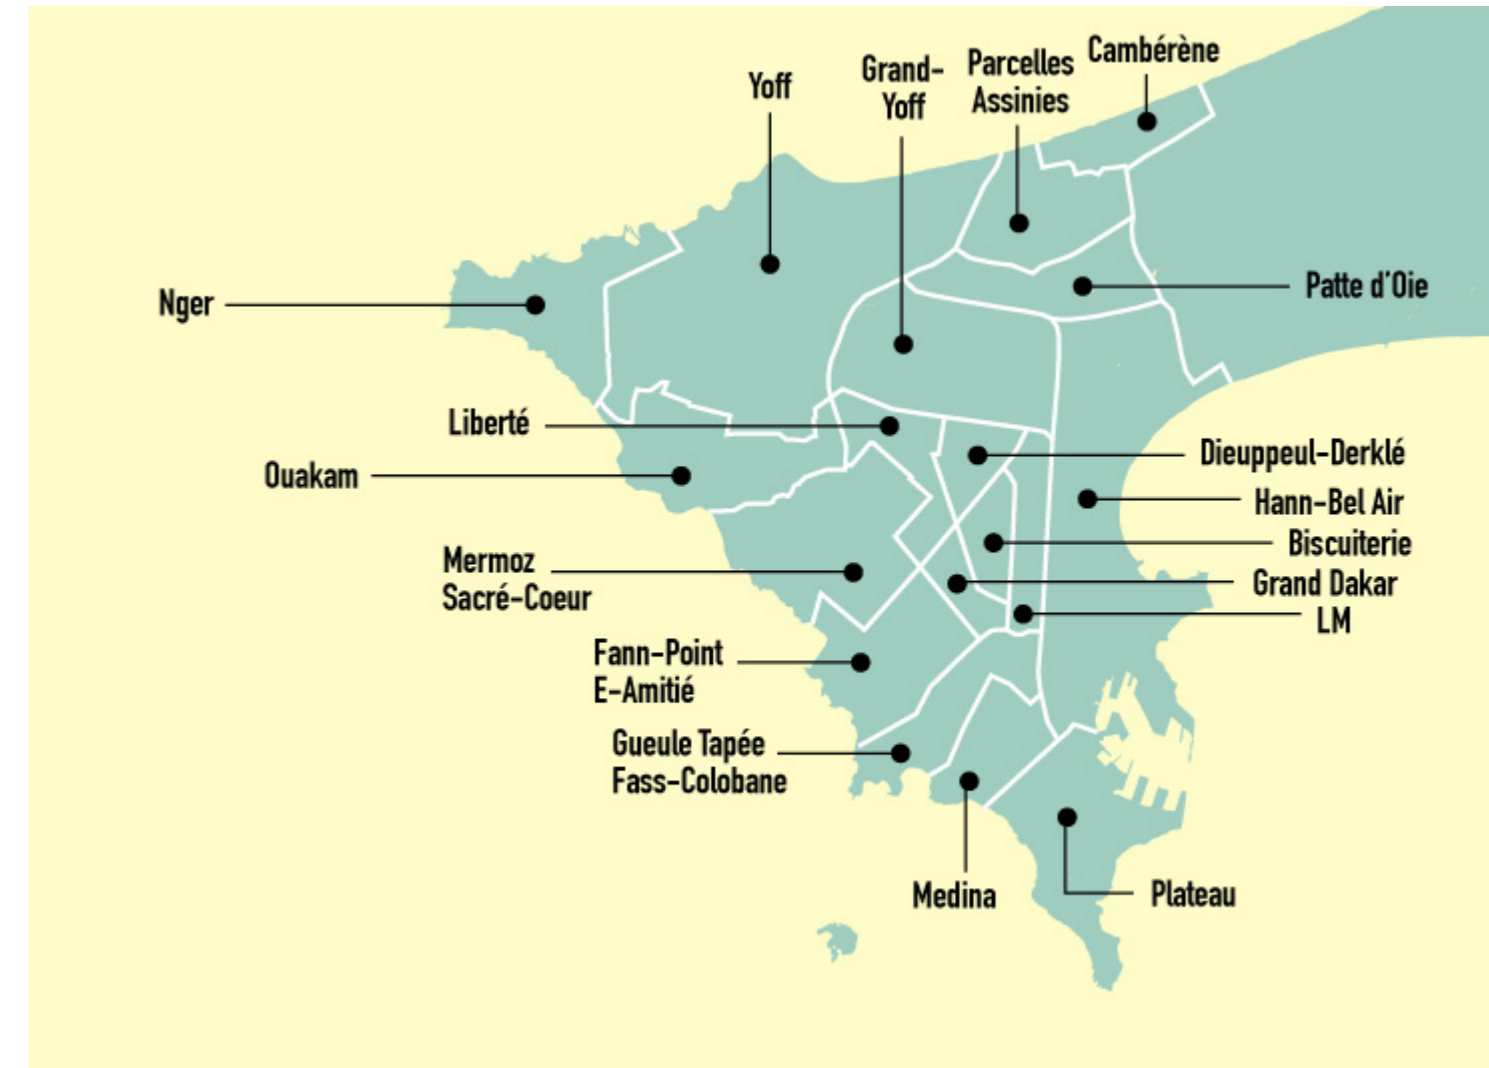 Cambérène
Parcelles
Assinies
Grand-
Yoff
Yoff
Nger
Patte d'Oie
Liberté
Ouakam
Dieuppeul-Derklé
Hann-Bel Air
Biscuiterie
Grand Dakar
LM
Mermoz
Sacré-Coeur
Fann-Point
E-Amitié
Gueule Tapée
Fass-Colobane
Medina
Plateau